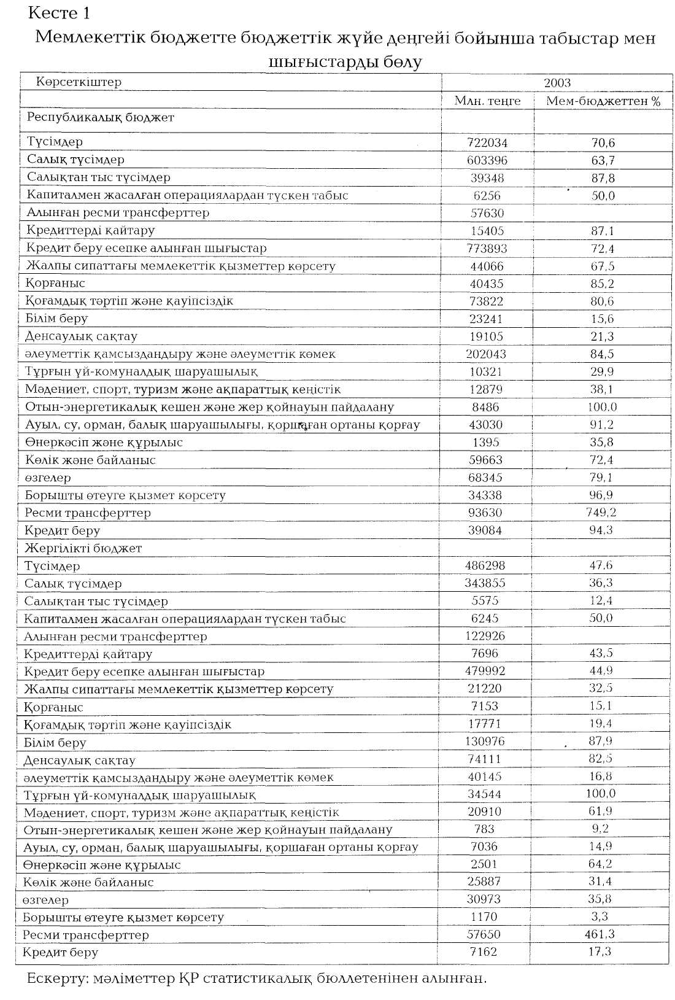 Кесте 1
Мемлекеттік бюджетте бюджеттік жүйе деңгейі бойынша табыстар мен
шығыстарды бөлу
Көрсеткіштер 2003
Млн. теңге Мем-бюджеттен %
Республикалық бюджет
Түсімдер 722034 70,6
Салық түсімдер 603396 63,7
Салықтан тыс түсімдер 39348 87,8
Капиталмен жасалған операциялардан түскен табыс 6256 50,0
Алынған ресми трансферттер 57630
Кредиттерді қайтару 15405 87,1
Кредит беру есепке алынған шығыстар 773893 72,4
Жалпы сипаттағы мемлекеттік қызметтер көрсету 44066 67,5
Қорғаныс 40435 85,2
Қоғамдық тәртіп және қауіпсіздік 73822 80,6
Білім беру 23241 15,6
Денсаулық сақтау 19105 21,3
әлеуметтік қамсыздандыру және әлеуметтік көмек 202043 84,5
Тұрғын үй-комуналдық шаруашылық 10321 29,9
Мәдениет, спорт, туризм және ақпараттық кеңістік 12879 38,1
Отын-энергетикалық кешен және жер қойнауын пайдалану 8486 100.0
Ауыл, су, орман, балық шаруашылығы, қоршаған ортаны қорғау 43030 91,2
Өнеркәсіп және құрылыс 1395 35,8
Көлік және байланыс 59663 72,4
өзгелер 68345 79,1
Борышты өтеуге қызмет көрсету 34338 96,9
Ресми трансферттер 93630 749,2
Кредит беру 39084 94,3
Жергілікті бюджет
Түсімдер 486298 47,6
Салық түсімдер 343855 36,3
Салықтан тыс түсімдер 5575 12,4
Капиталмен жасалған операциялардан түскен табыс 6245 50,0
Алынған ресми трансферттер 122926
Кредиттерді қайтару 7696 43,5
Кредит беру есепке алынған шығыстар 479992 44,9
Жалпы сипаттағы мемлекеттік қызметтер көрсету 21220 32,5
Қорғаныс 7153 15,1
Қоғамдық тәртіп және қауіпсіздік 17771 19,4
Білім беру 130976 87,9
Денсаулық сақтау 74111 82,5
әлеуметтік қамсыздандыру және әлеуметтік көмек 40145 16,8
Тұрғын үй-комуналдық шаруашылық 34544 100,0
Мәдениет, спорт, туризм және ақпараттық кеңістік 20910 61,9
Отын-энергетикалық кешен және жер қойнауын пайдалану 783 9,2
Ауыл, су, орман, балық шаруашылығы, қоршаған ортаны қорғау 7036 14,9
Өнеркәсіп және құрылыс 2501 64,2
Көлік және байланыс 25887 31,4
өзгелер 30973 35,8
Борышты өтеуге қызмет көрсету 1170 3,3
Ресми трансферттер 57650 461,3
Кредит беру 7162 17,3
Ескерту: мәліметтер ҚР статистикалық бюллетенінен алынған.